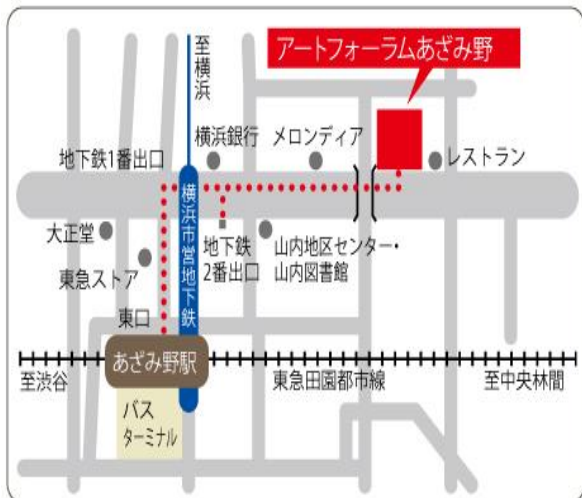 アートフォーラムあざみ野
至横浜
横浜銀行
メロンディア
地下鉄1番出口
レストラン
横浜市営地下鉄
大正堂
地下鉄
2番出口
山内地区センター・
山内図書館
東急ストア
東口
あざみ野駅
至渋谷
東急田園都市線
至中央林間
バス
ターミナル